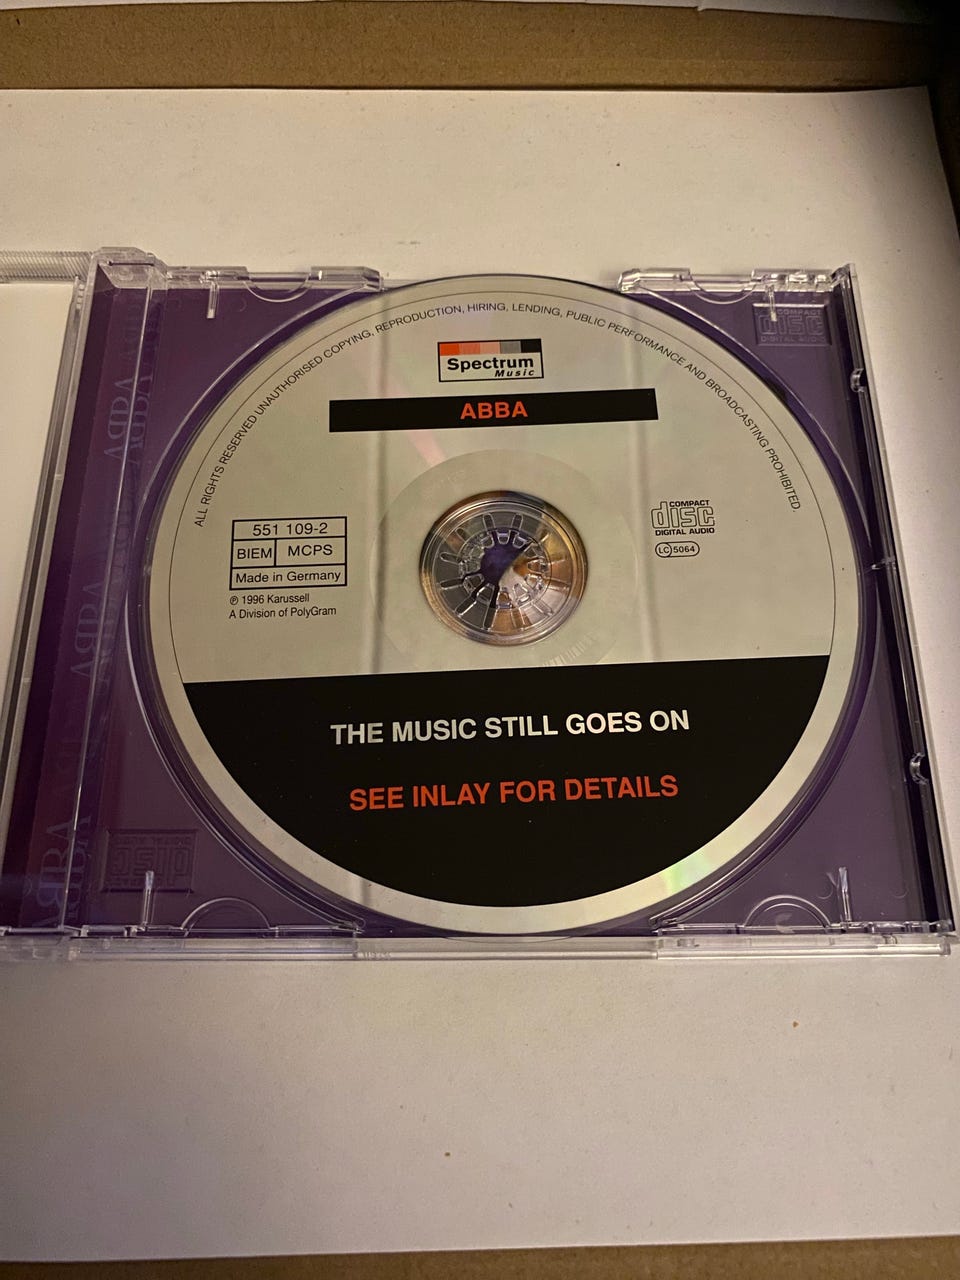 ALL RIGHTS RESERVED UNAUTHORISED COPYING, REPRODUCTION, HIRING, LENDING, PUBLIC PERFORMANCE AND BROADCASTING PROHIBITED.
Spectrum
Music
ABBA
551 109-2
BIEM MCPS
Made in Germany
℗ 1996 Karussell
A Division of PolyGram
COMPACT
disc
DIGITAL AUDIO
LC 5064
THE MUSIC STILL GOES ON
SEE INLAY FOR DETAILS
COMPACT
disc
DIGITAL AUDIO